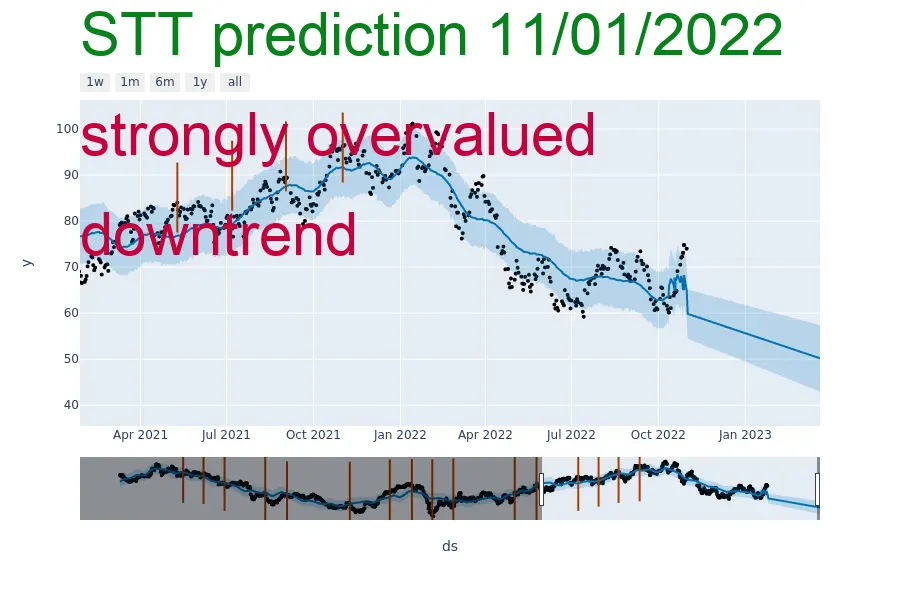 STT prediction 11/01/2022
1w 1m 6m 1y all
strongly overvalued
downtrend
100
90
80
70
60
50
40
y
Apr 2021 Jul 2021 Oct 2021 Jan 2022 Apr 2022 Jul 2022 Oct 2022 Jan 2023
ds